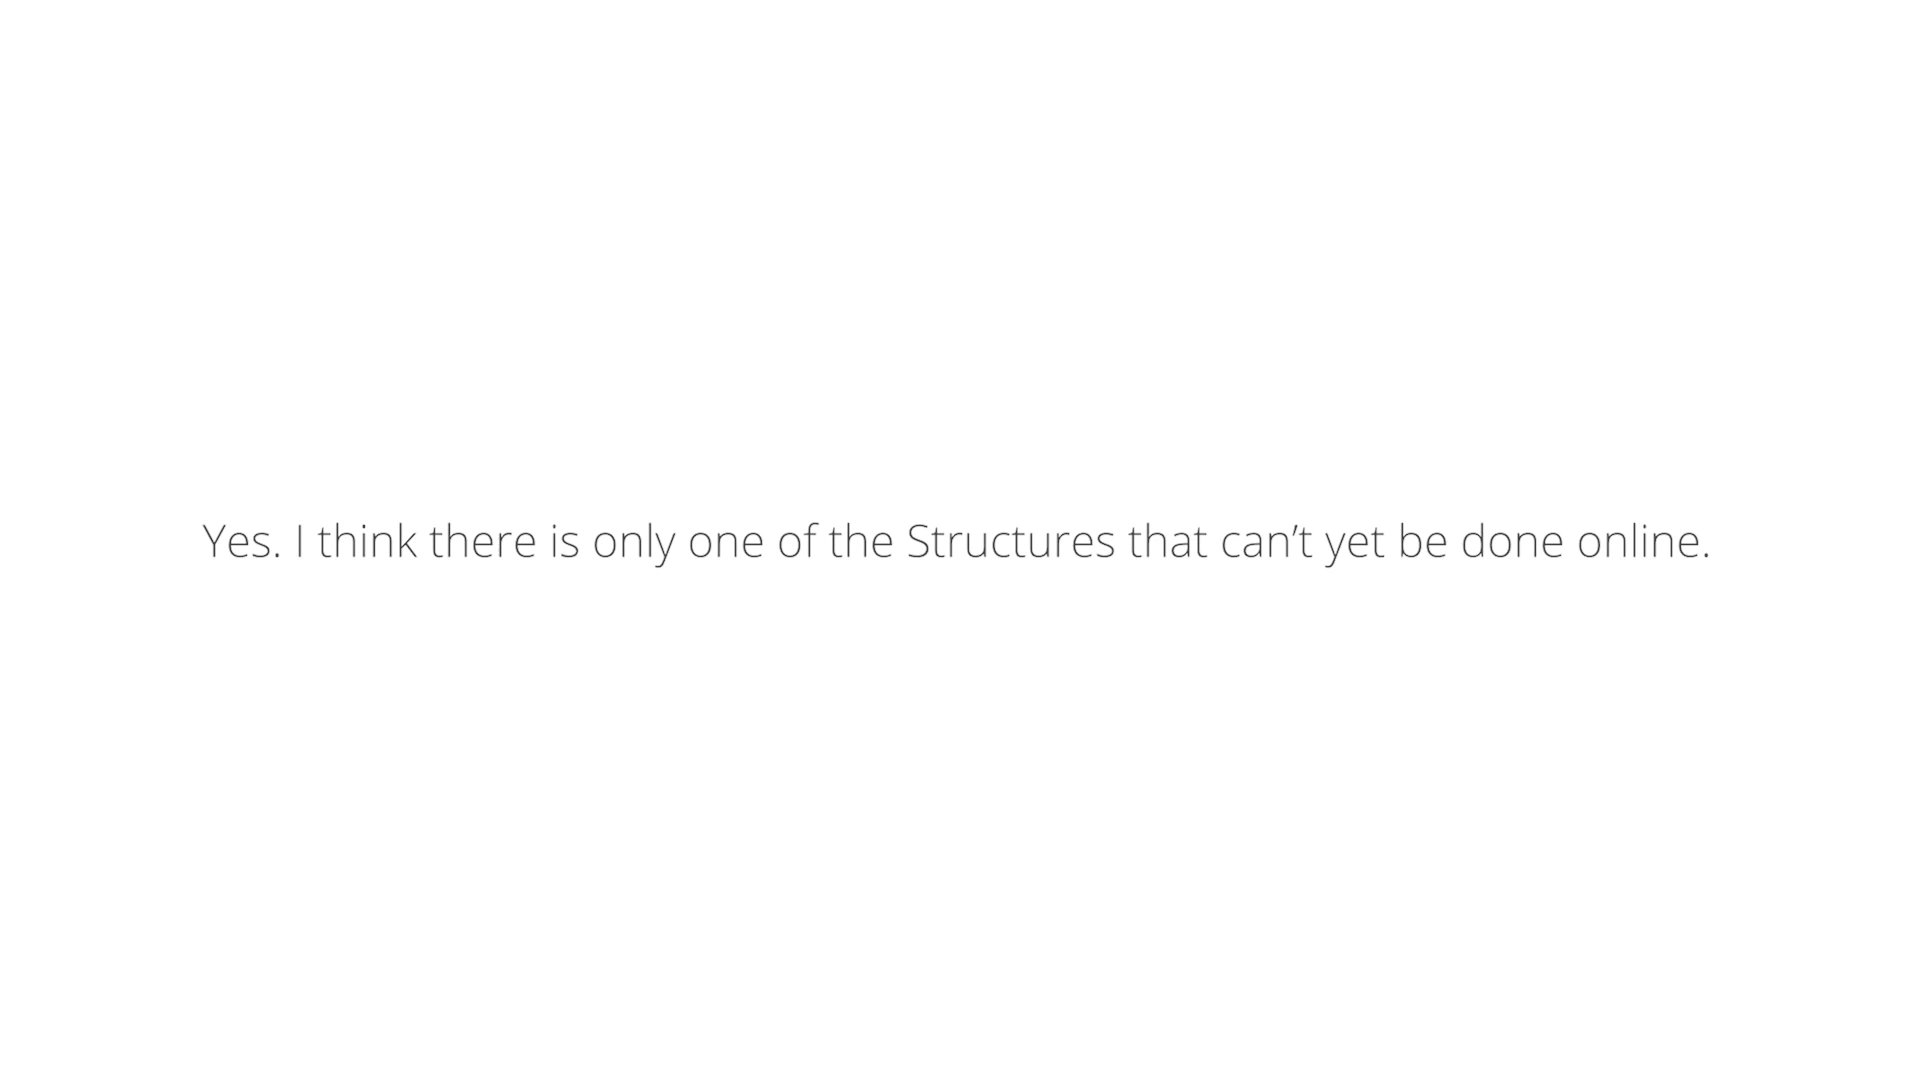 Yes. I think there is only one of the Structures that can’t yet be done online.